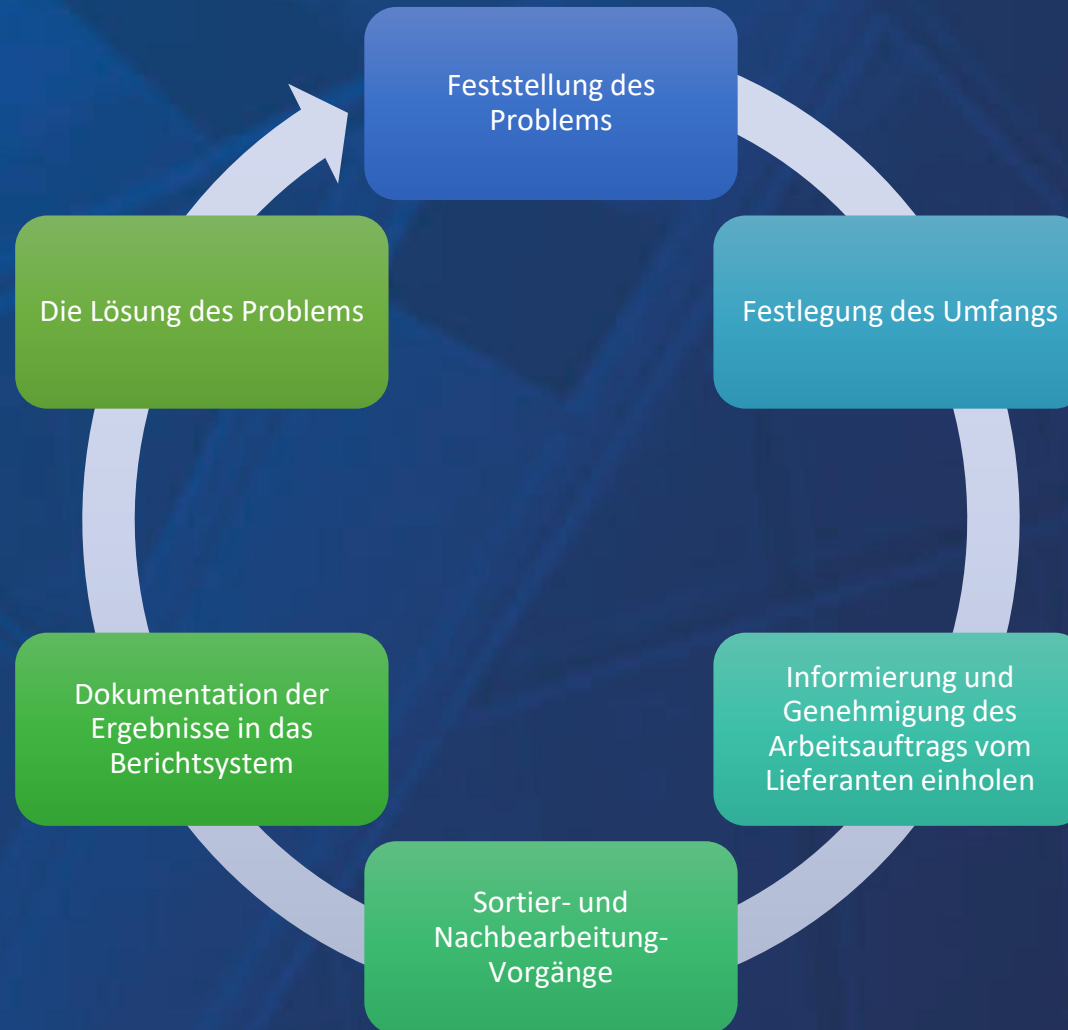 Feststellung des
Problems
Festlegung des Umfangs
Informierung und
Genehmigung des
Arbeitsauftrags vom
Lieferanten einholen
Sortier- und
Nachbearbeitung-
Vorgänge
Dokumentation der
Ergebnisse in das
Berichtsystem
Die Lösung des Problems